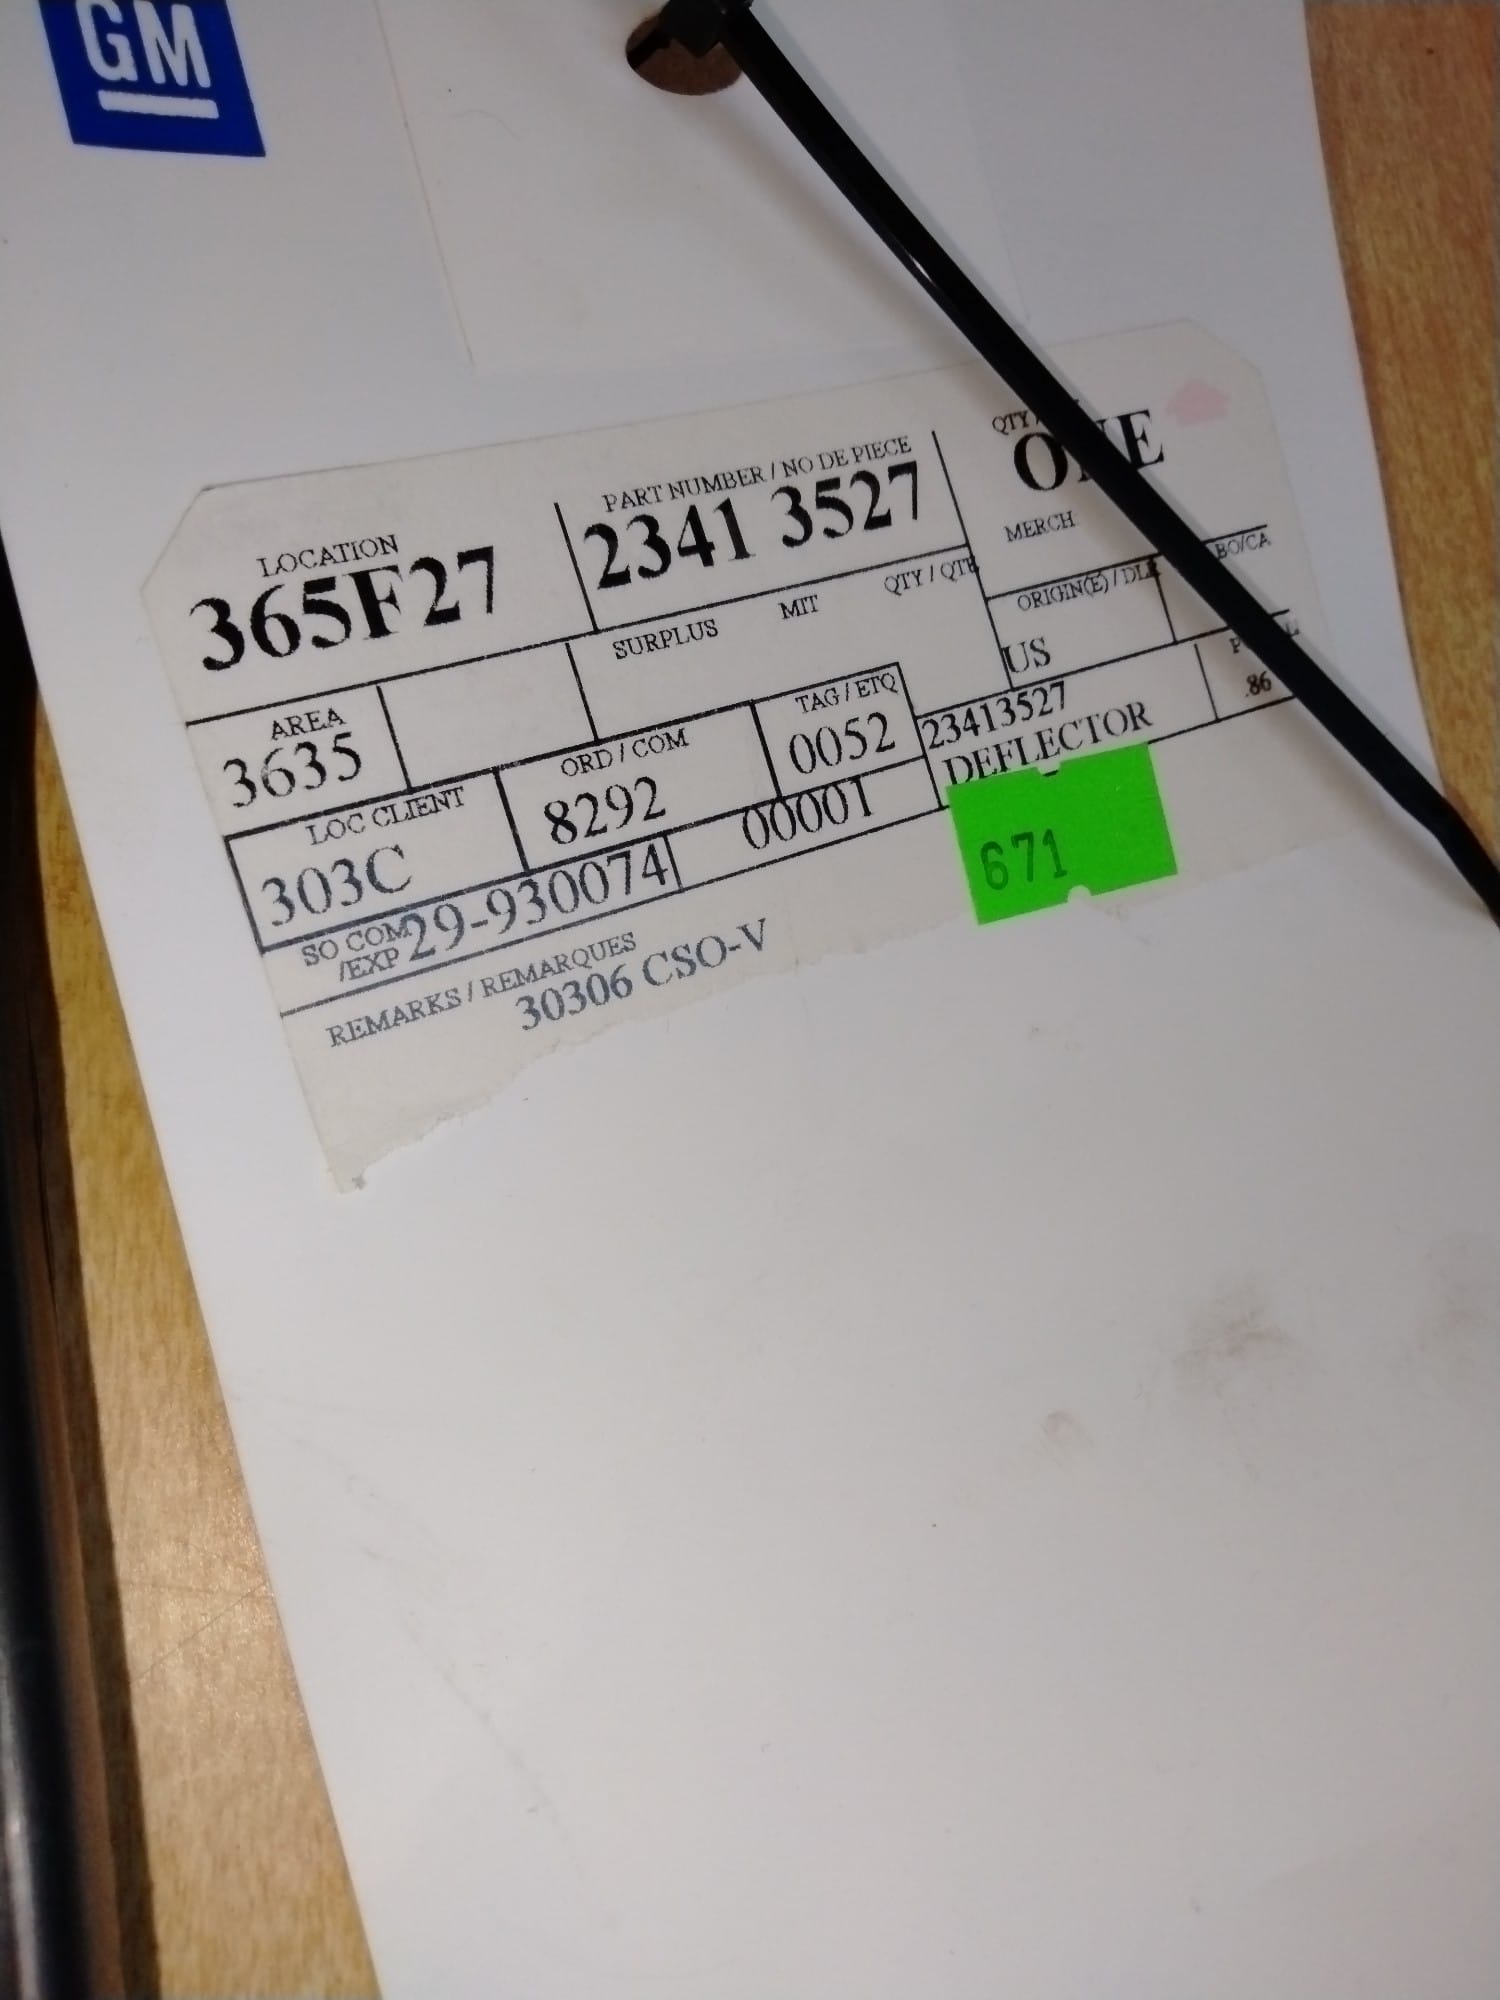 GM
LOCATION
365F27
PART NUMBER / NO DE PIECE
2341 3527
QTY
ONE
MERCH
SURPLUS MIT QTY / QTE
ORIGIN(E) / DLR
BO/CA
US
AREA
3635
ORD / COM
8292
TAG / ETQ
0052
23413527
DEFLECTOR
.86
LOC CLIENT
303C
00001
SO COM
/EXP
29-930074
671
REMARKS / REMARQUES
30306 CSO-V